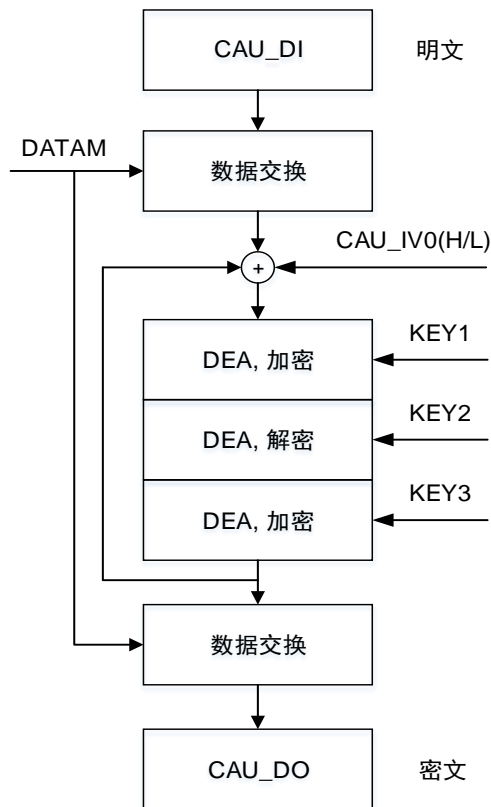 CAU_DI
明文
DATAM
数据交换
CAU_IV0(H/L)
+
KEY1
DEA, 加密
KEY2
DEA, 解密
KEY3
DEA, 加密
数据交换
CAU_DO
密文